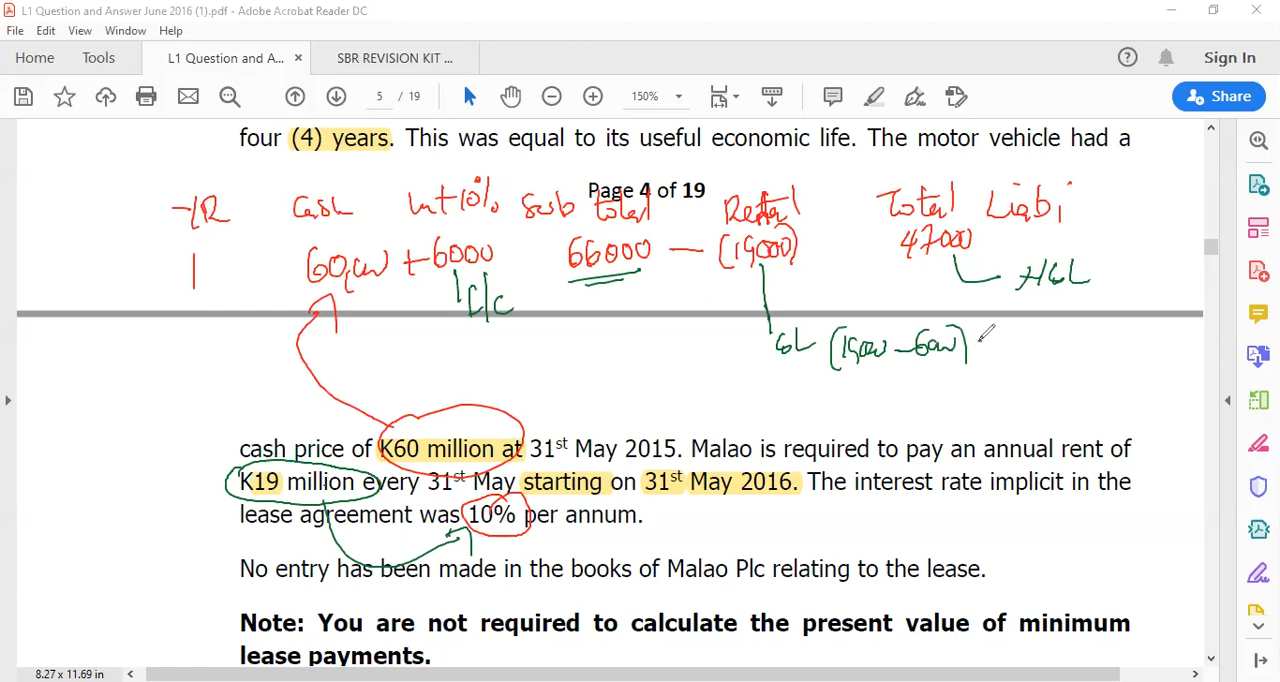 L1 Question and Answer June 2016 (1).pdf - Adobe Acrobat Reader DC
File Edit View Window Help
Home Tools L1 Question and A... × SBR REVISION KIT ... Sign In
5 / 19 150% Share
four (4) years. This was equal to its useful economic life. The motor vehicle had a
Page 4 of 19
YR Cash Int 10% Sub total Rental Total Liabi
1 60,000 + 6000 66000 — (19000) 47000
F/C NCL
CL (19000 - 6000)
cash price of K60 million at 31st May 2015. Malao is required to pay an annual rent of
K19 million every 31st May starting on 31st May 2016. The interest rate implicit in the
lease agreement was 10% per annum.
No entry has been made in the books of Malao Plc relating to the lease.
Note: You are not required to calculate the present value of minimum
lease payments.
8.27 x 11.69 in